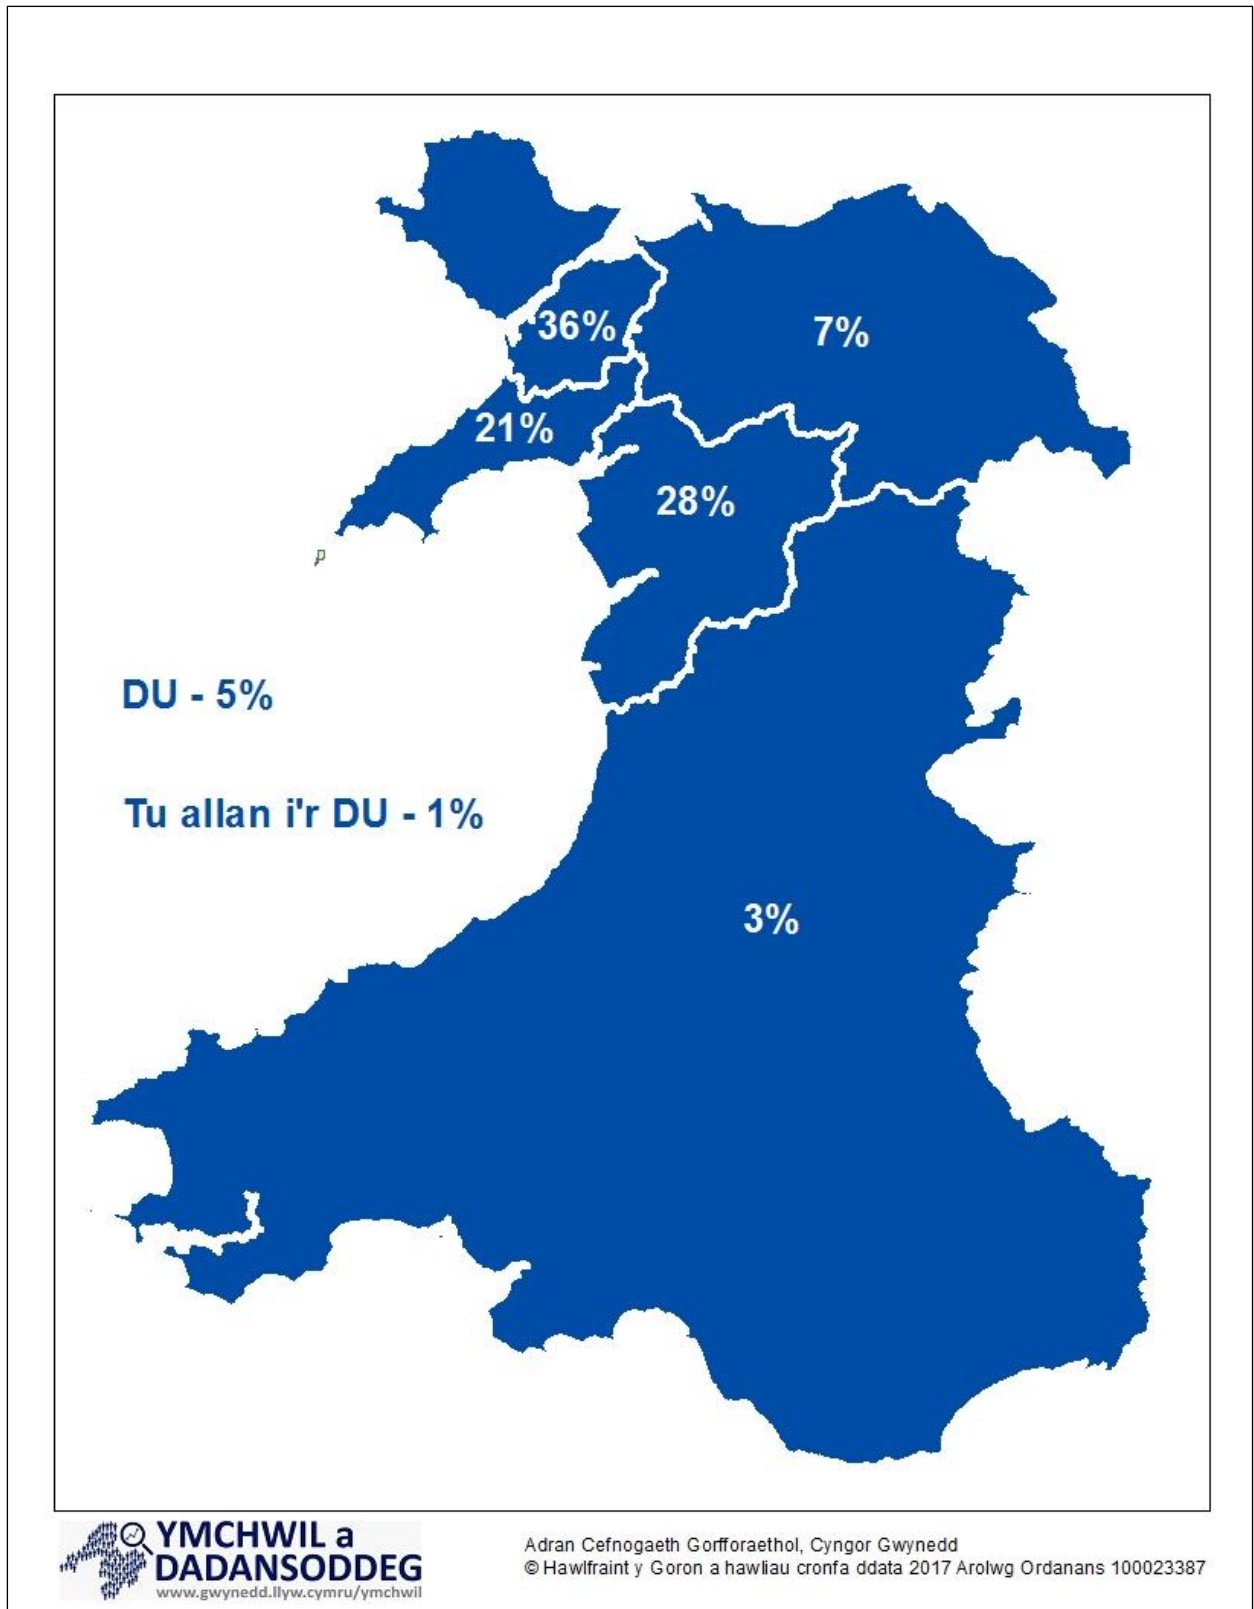 36%
7%
21%
28%
DU - 5%
Tu allan i'r DU - 1%
3%
YMCHWIL a
DADANSODDEG
www.gwynedd.llyw.cymru/ymchwil
Adran Cefnogaeth Gorfforaethol, Cyngor Gwynedd
© Hawlfraint y Goron a hawliau cronfa ddata 2017 Arolwg Ordanans 100023387